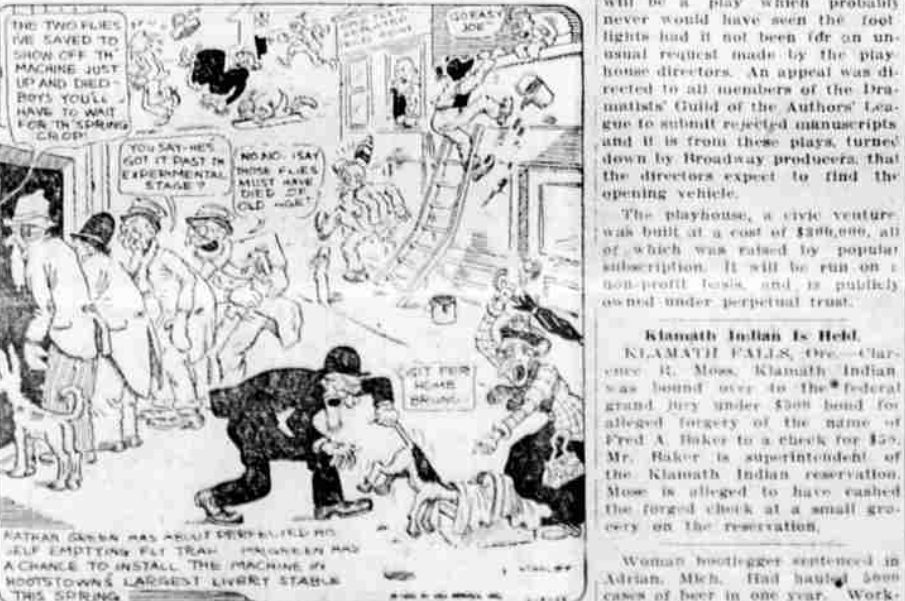 THE TWO FLIES
I'VE SAVED TO
SHOW OFF TH'
MACHINE JUST
UP AND DIED-
BOYS YOU'LL
HAVE TO WAIT
FOR TH' SPRING
CROP!
GO EASY
JOE
YOU SAY-HE'S
GOT IT PAST TH
EXPERIMENTAL
STAGE?
NO NO-I SAY
THOSE FLIES
MUST HAVE
DIED OF
OLD AGE!
GIT FER
HOME
BRUNO
NATHAN GREEN HAS ABOUT PERFECTED HIS
SELF EMPTYING FLY TRAP HAS
A CHANCE TO INSTALL THE MACHINE IN
HOOTSTOWN'S LARGEST LIVERY STABLE
THIS SPRING
will be a play which probably
never would have seen the foot
lights had it not been for an un-
usual request made by the play-
house directors. An appeal was di-
rected to all members of the Dra-
matists' Guild of the Authors' Lea-
gue to submit rejected manuscripts
and it is from these plays, turned
down by Broadway producers, that
the directors expect to find the
opening vehicle.
The playhouse, a civic venture,
was built at a cost of $300,000, all
of which was raised by popular
subscription. It will be run on a
non-profit basis, and is publicly
owned under perpetual trust.
Klamath Indian Is Held.
KLAMATH FALLS, Ore.—Clar-
ence R. Moss, Klamath Indian
was bound over to the federal
grand jury under $500 bond for
alleged forgery of the name of
Fred A. Baker to a check for
Mr. Baker is superintendent of
the Klamath Indian reservation.
Mose is alleged to have cashed
the forged check at a small gro-
cery on the reservation.
Woman bootlegger sentenced in
Adrian, Mich. Had hauled 5000
cases of beer in one year. Work-